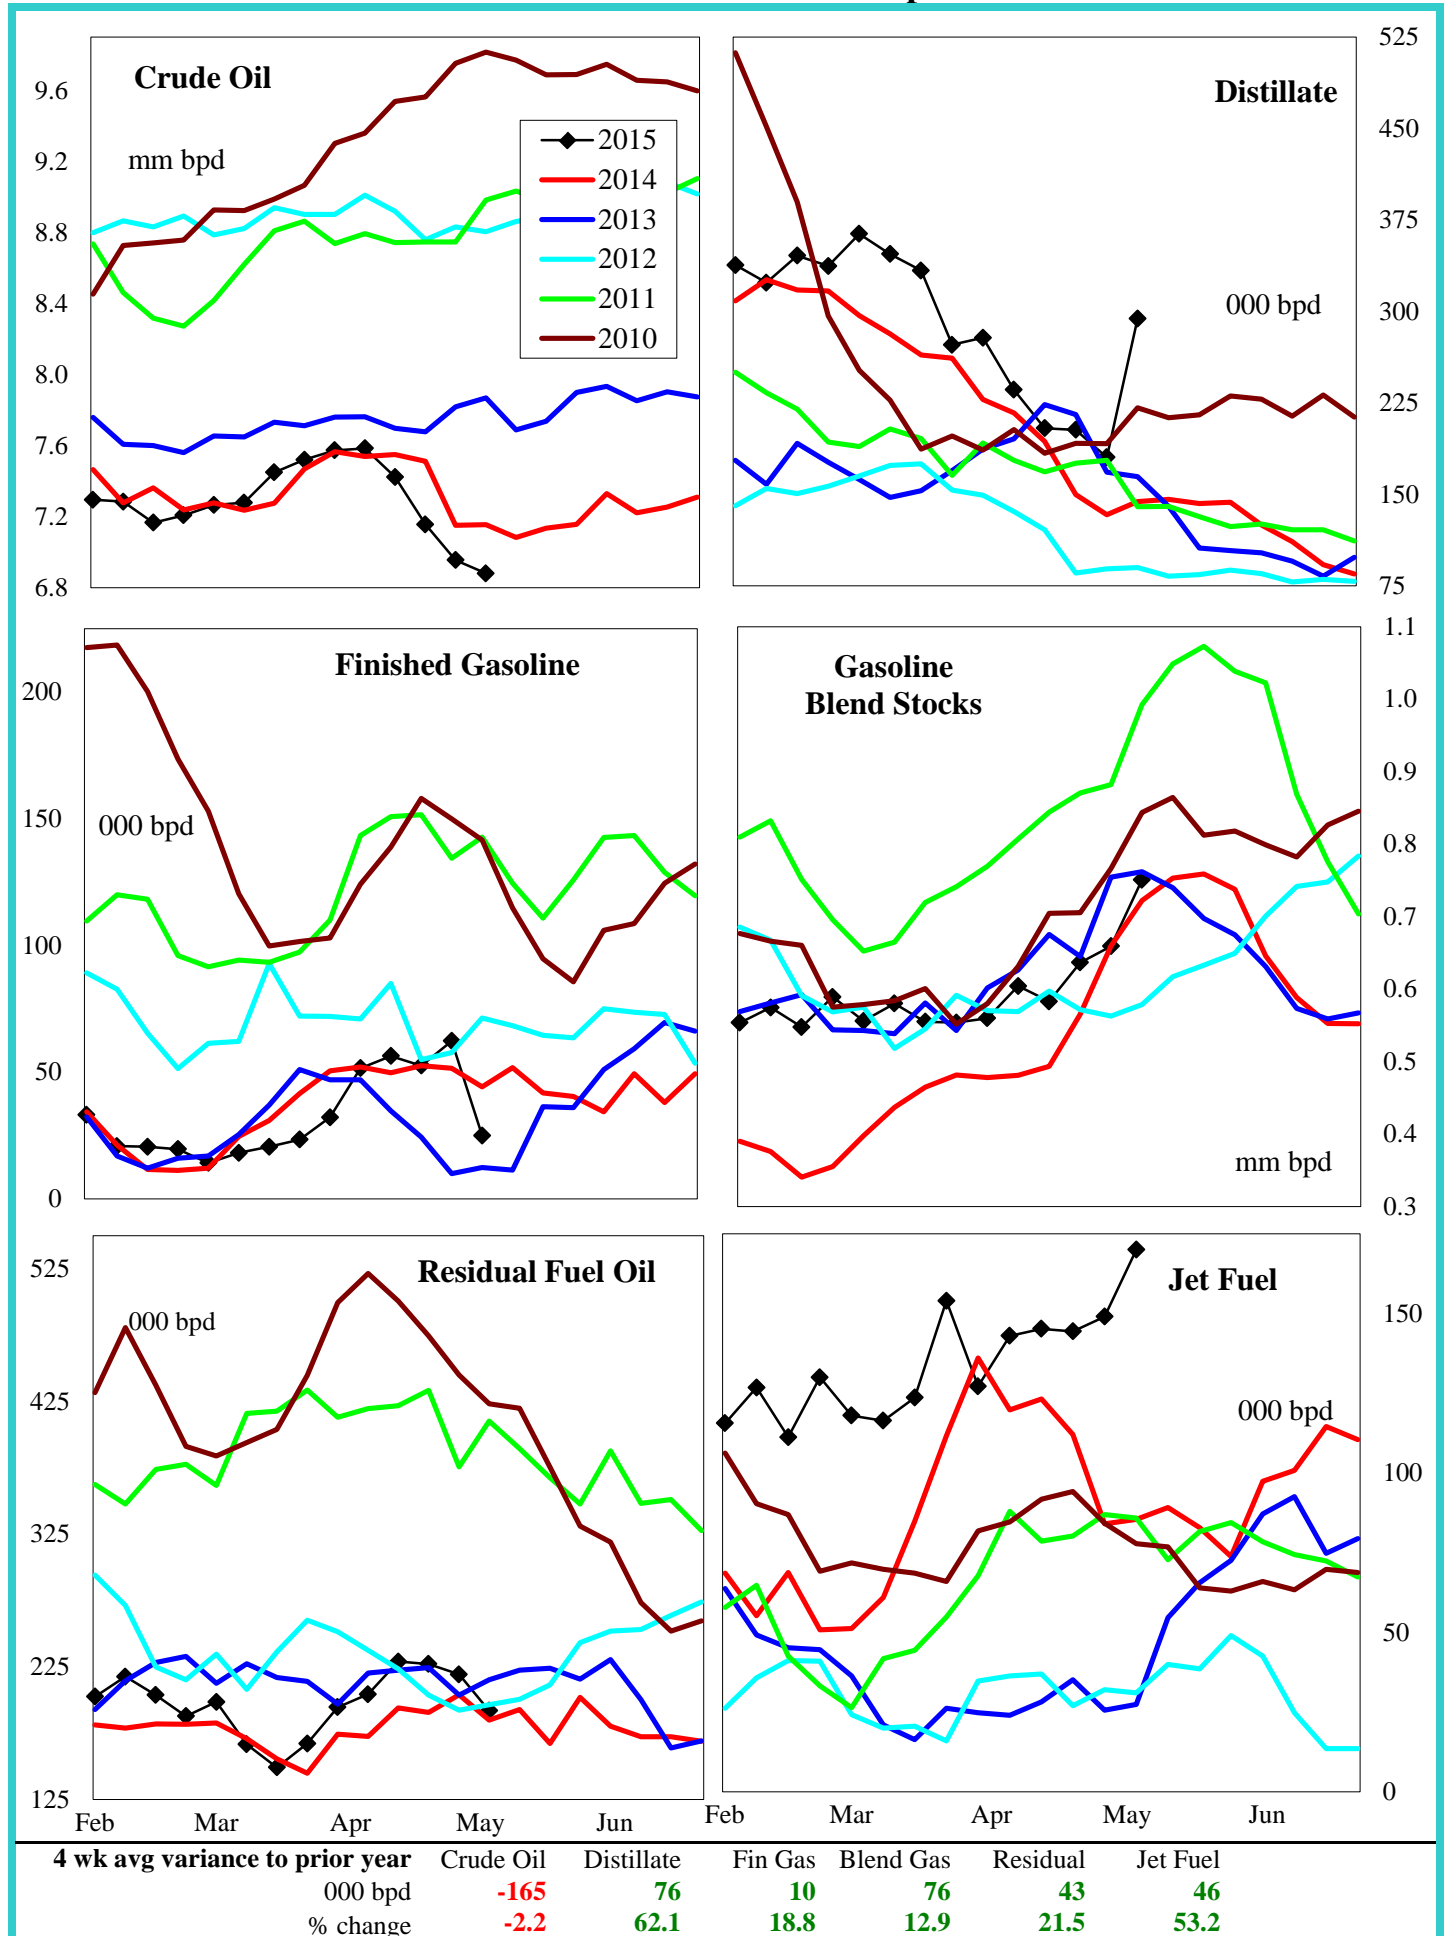 Crude Oil
mm bpd
9.6
9.2
8.8
8.4
8.0
7.6
7.2
6.8
2015
2014
2013
2012
2011
2010
Distillate
000 bpd
525
450
375
300
225
150
75
Finished Gasoline
000 bpd
200
150
100
50
0
Gasoline
Blend Stocks
mm bpd
1.1
1.0
0.9
0.8
0.7
0.6
0.5
0.4
0.3
Residual Fuel Oil
000 bpd
525
425
325
225
125
Feb Mar Apr May Jun
Jet Fuel
000 bpd
150
100
50
0
Feb Mar Apr May Jun
4 wk avg variance to prior year Crude Oil Distillate Fin Gas Blend Gas Residual Jet Fuel
000 bpd -165 76 10 76 43 46
% change -2.2 62.1 18.8 12.9 21.5 53.2